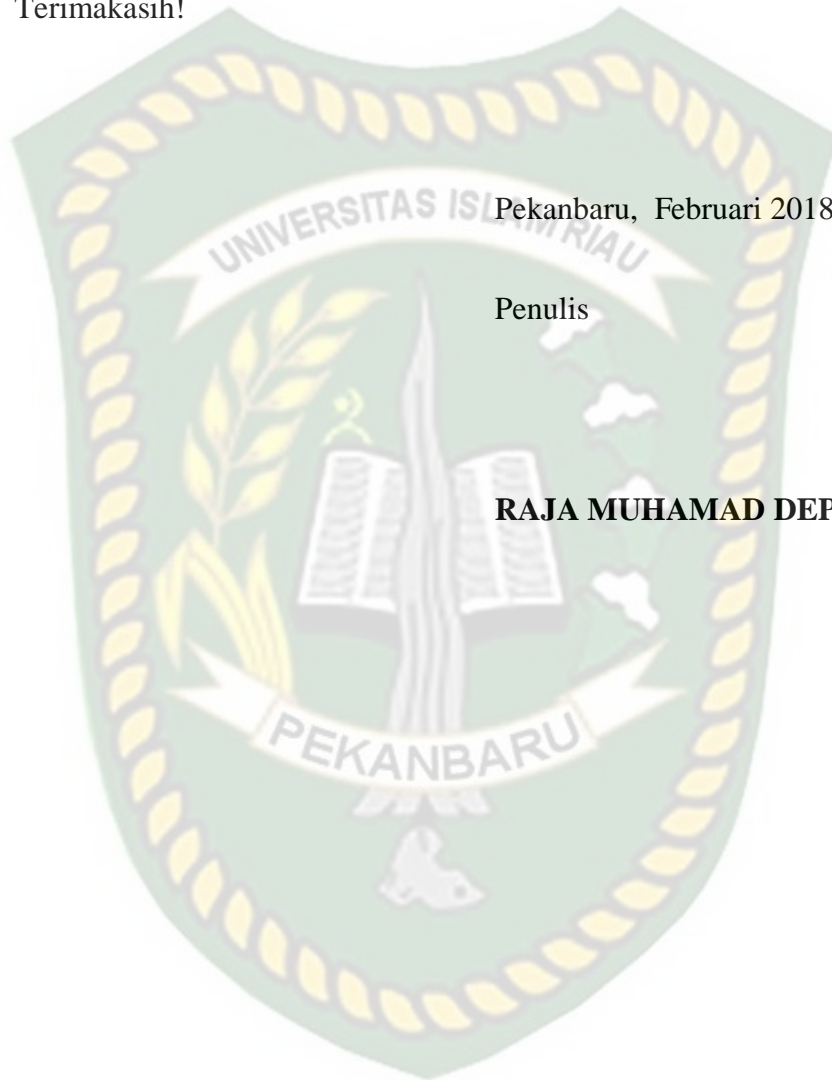 Terimakasih!
UNIVERSITAS ISLAM RIAU
Pekanbaru, Februari 2018
Penulis
RAJA MUHAMAD DEP
PEKANBARU